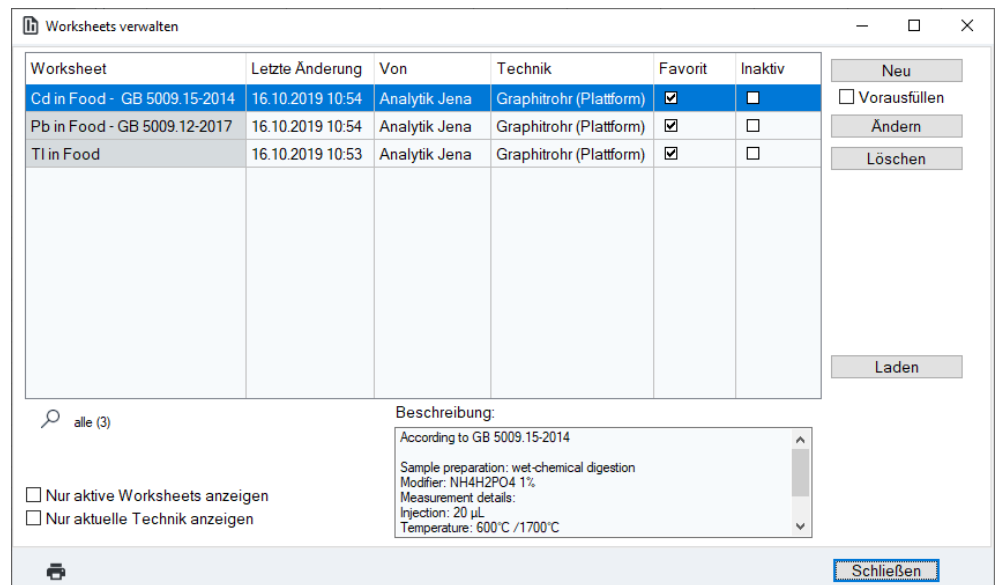 Worksheets verwalten
Worksheet Letzte Änderung Von Technik Favorit Inaktiv
Cd in Food - GB 5009.15-2014 16.10.2019 10:54 Analytik Jena Graphitrohr (Plattform)
Pb in Food - GB 5009.12-2017 16.10.2019 10:54 Analytik Jena Graphitrohr (Plattform)
Tl in Food 16.10.2019 10:53 Analytik Jena Graphitrohr (Plattform)
Neu
Vorausfüllen
Ändern
Löschen
Laden
alle (3)
Nur aktive Worksheets anzeigen
Nur aktuelle Technik anzeigen
Beschreibung:
According to GB 5009.15-2014
Sample preparation: wet-chemical digestion
Modifier: NH4H2PO4 1%
Measurement details:
Injection: 20 µL
Temperature: 600°C /1700°C
Schließen